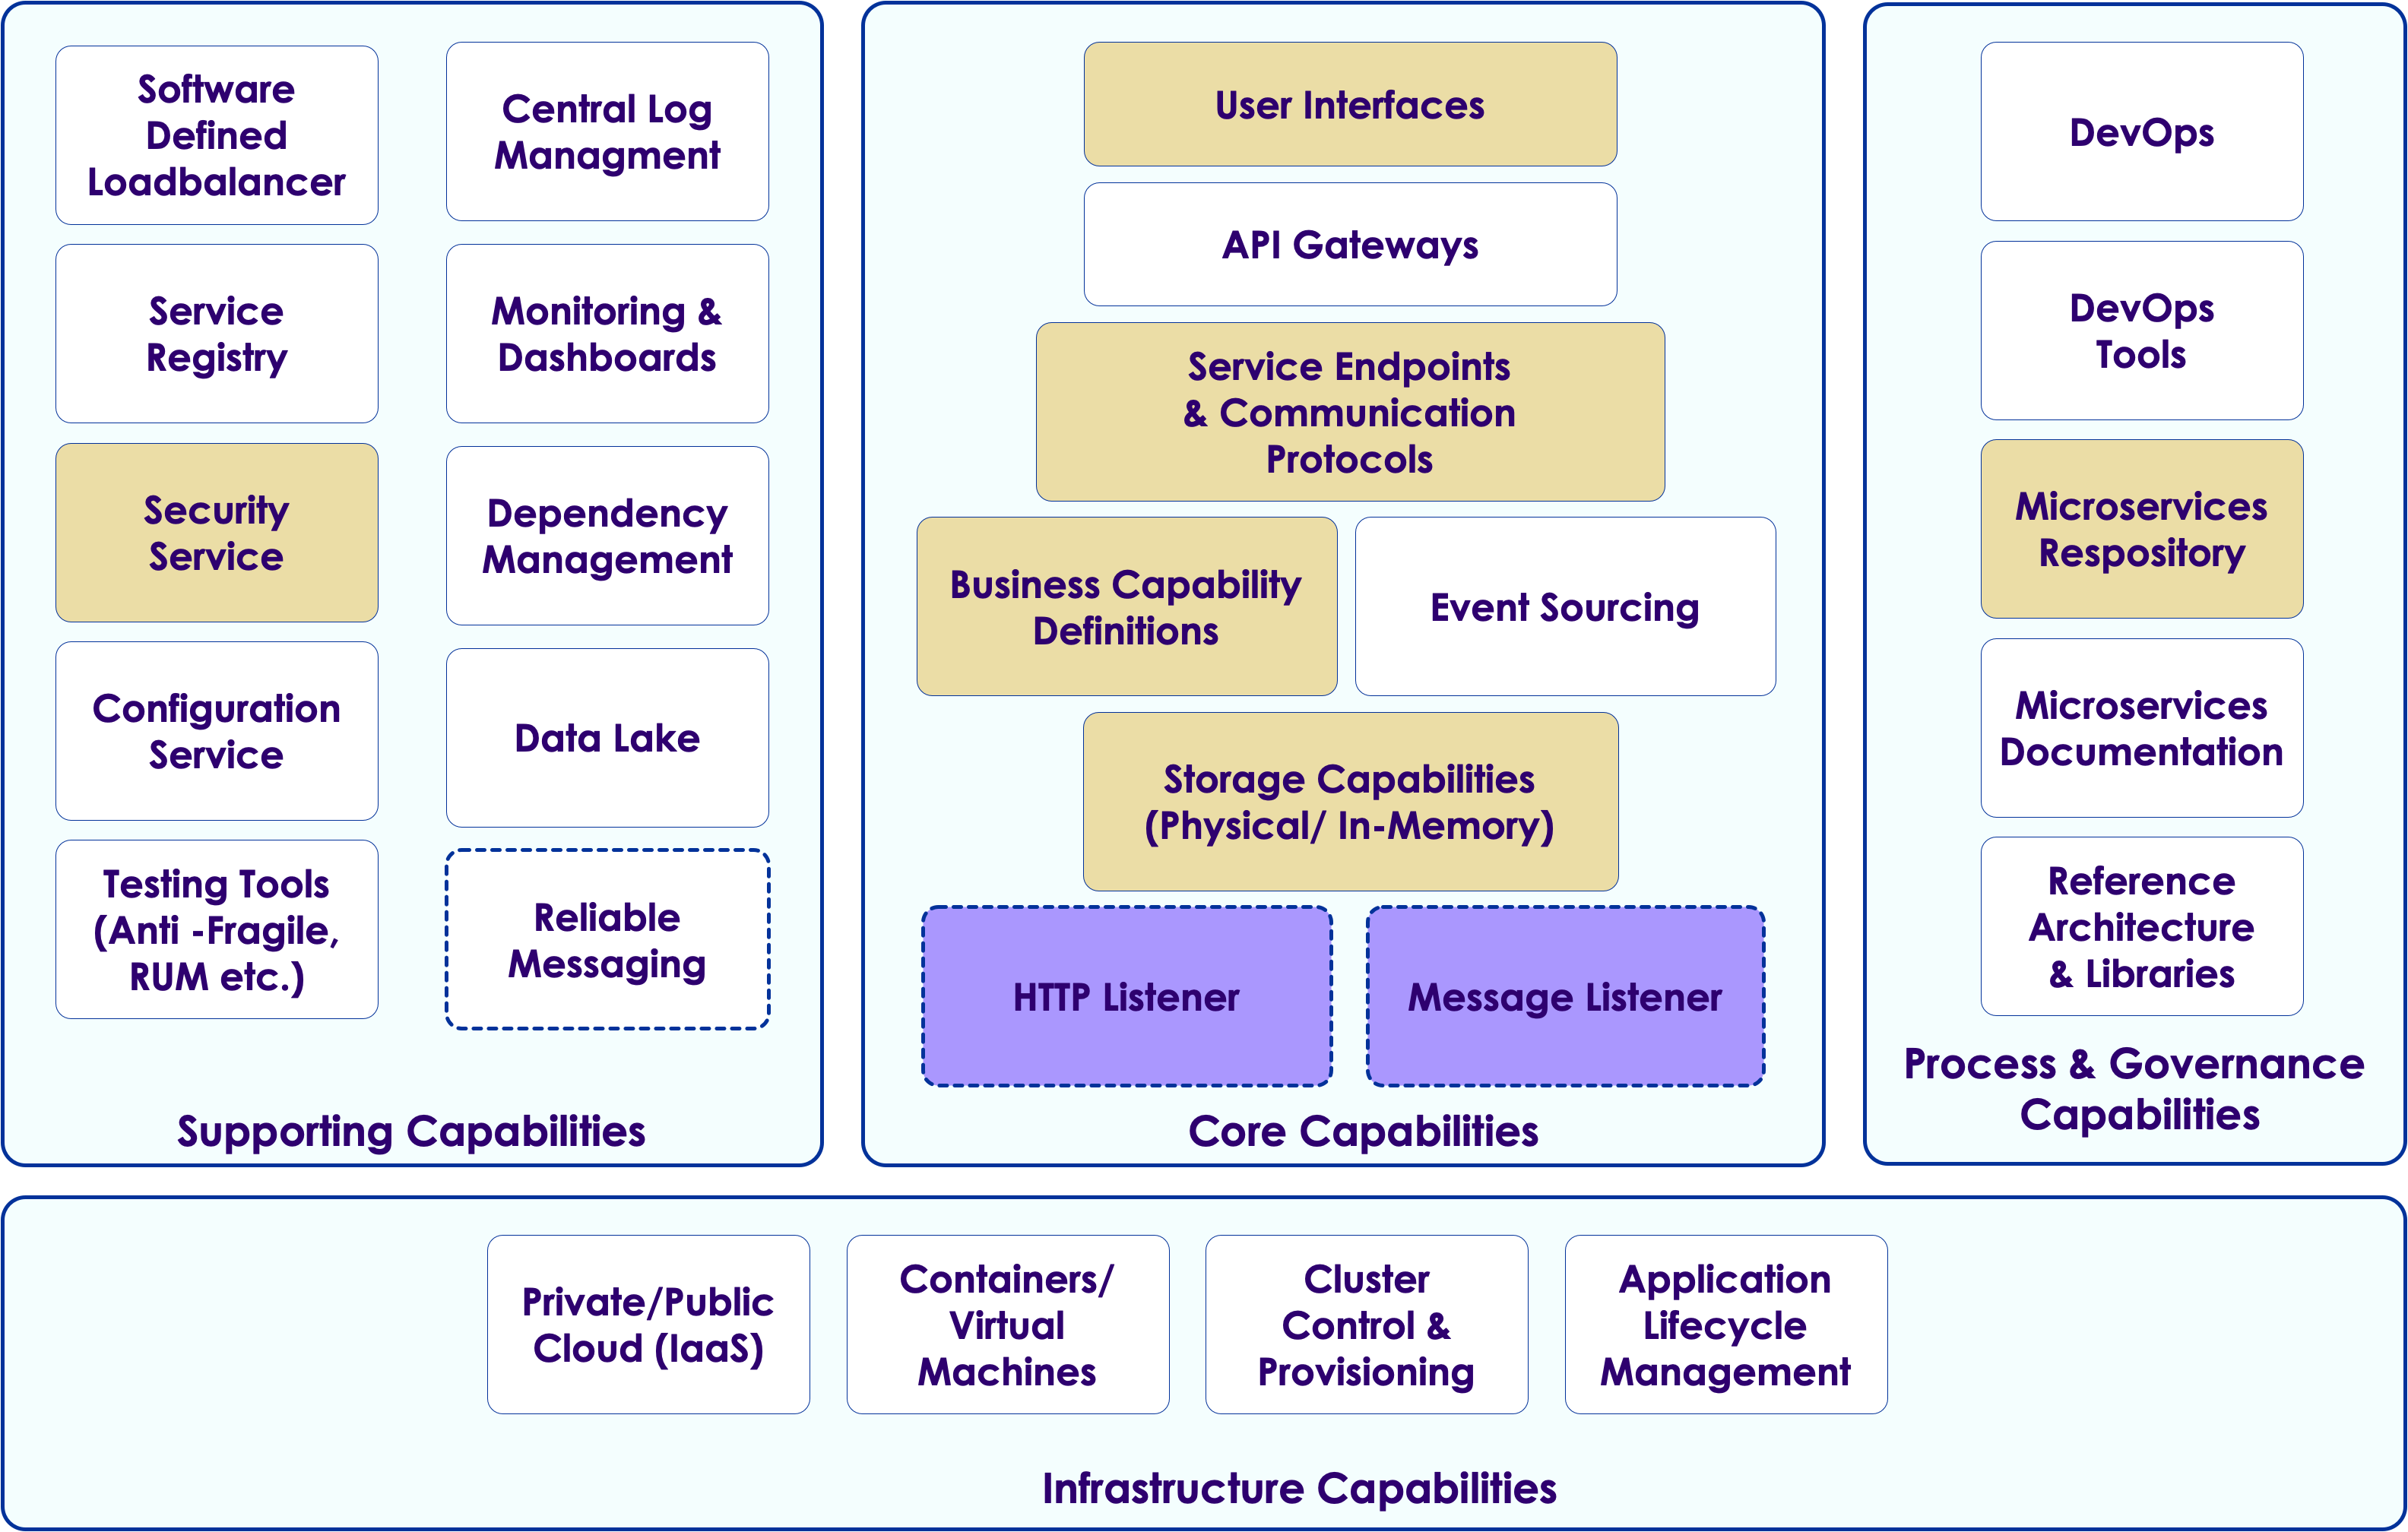 Software
Defined
Loadbalancer
Central Log
Managment
Service
Registry
Monitoring &
Dashboards
Security
Service
Dependency
Management
Configuration
Service
Data Lake
Testing Tools
(Anti -Fragile,
RUM etc.)
Reliable
Messaging
Supporting Capabilities
User Interfaces
API Gateways
Service Endpoints
& Communication
Protocols
Business Capability
Definitions
Event Sourcing
Storage Capabilities
(Physical/ In-Memory)
HTTP Listener
Message Listener
Core Capabilities
DevOps
DevOps
Tools
Microservices
Respository
Microservices
Documentation
Reference
Architecture
& Libraries
Process & Governance
Capabilities
Private/Public
Cloud (IaaS)
Containers/
Virtual
Machines
Cluster
Control &
Provisioning
Application
Lifecycle
Management
Infrastructure Capabilities